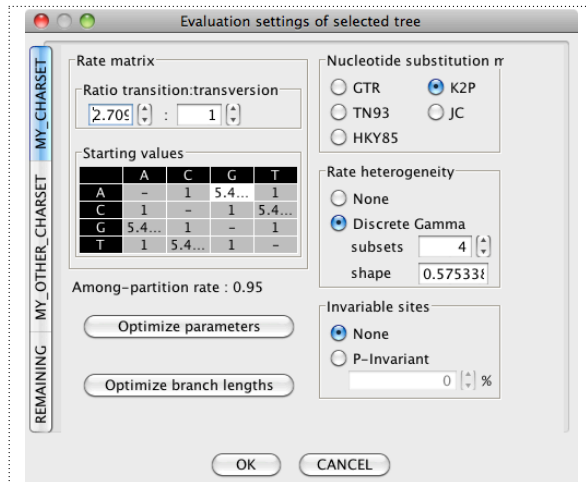 Evaluation settings of selected tree
MY_CHARSET
MY_OTHER_CHARSET
REMAINING
Rate matrix
Ratio transition:transversion
2.709 : 1
Starting values
A C G T
A - 1 5.4... 1
C 1 - 1 5.4...
G 5.4... 1 - 1
T 1 5.4... 1 -
Among-partition rate : 0.95
Optimize parameters
Optimize branch lengths
Nucleotide substitution m
GTR K2P
TN93 JC
HKY85
Rate heterogeneity
None
Discrete Gamma
subsets 4
shape 0.57533
Invariable sites
None
P-Invariant
0 %
OK CANCEL